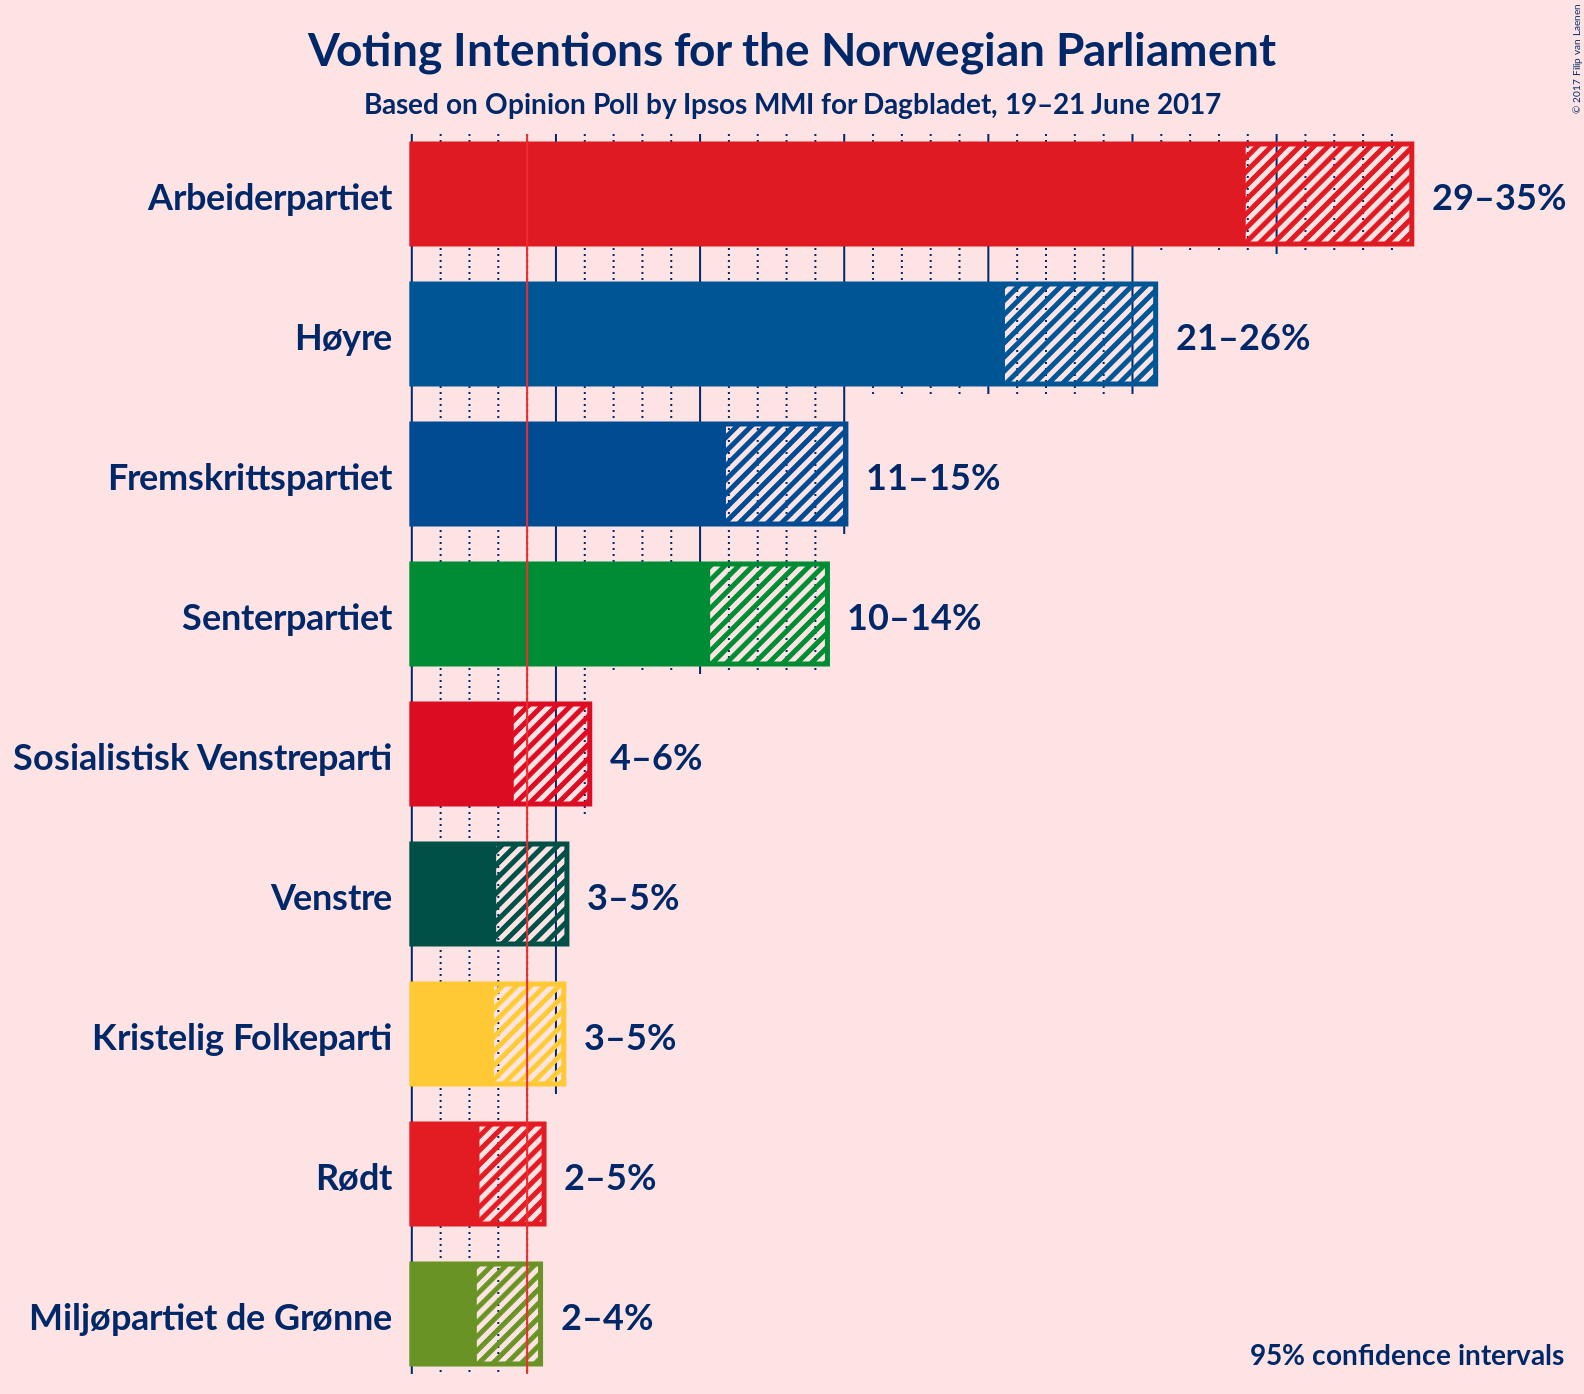 Voting Intentions for the Norwegian Parliament
Based on Opinion Poll by Ipsos MMI for Dagbladet, 19–21 June 2017
© 2017 Filip van Laenen
Arbeiderpartiet 29–35%
Høyre 21–26%
Fremskrittspartiet 11–15%
Senterpartiet 10–14%
Sosialistisk Venstreparti 4–6%
Venstre 3–5%
Kristelig Folkeparti 3–5%
Rødt 2–5%
Miljøpartiet de Grønne 2–4%
95% confidence intervals